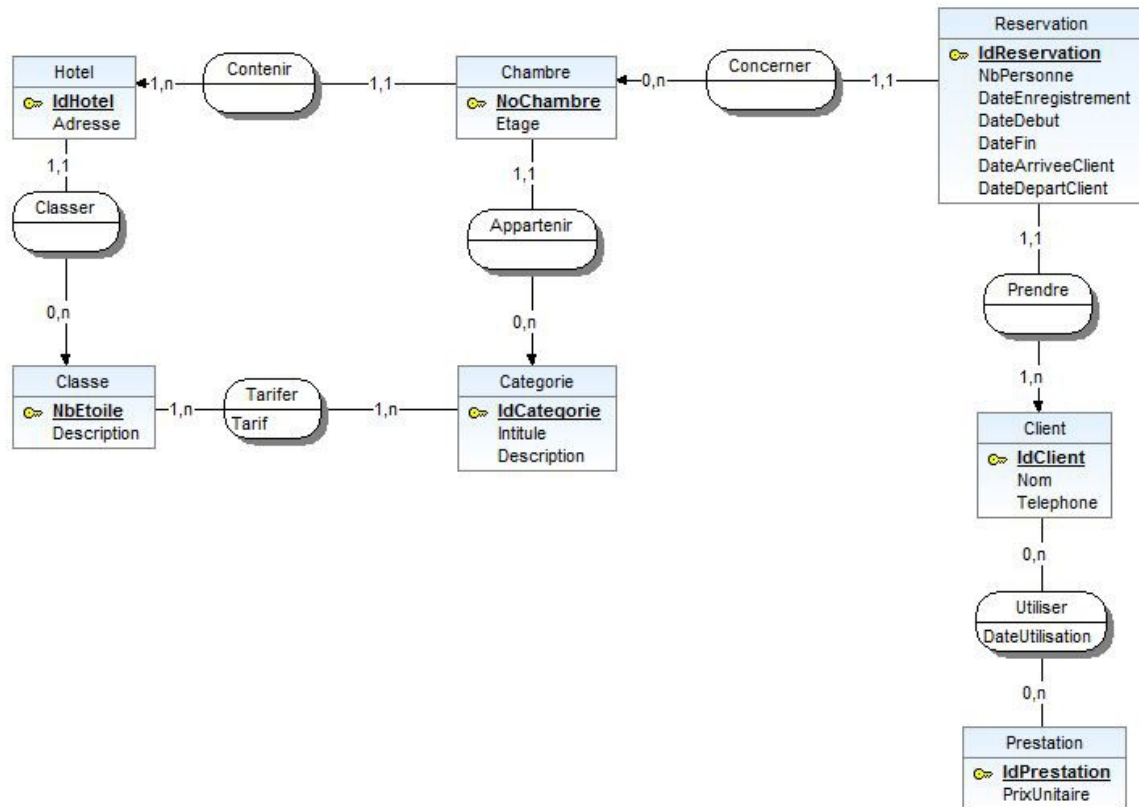 Reservation
IdReservation
NbPersonne
DateEnregistrement
DateDebut
DateFin
DateArriveeClient
DateDepartClient
Hotel
IdHotel
Adresse
1,n
Contenir
1,1
Chambre
NoChambre
Etage
0,n
Concerner
1,1
1,1
Classer
0,n
1,1
Appartenir
0,n
1,1
Prendre
1,n
Classe
NbEtoile
Description
1,n
Tarifer
Tarif
1,n
Categorie
IdCategorie
Intitule
Description
Client
IdClient
Nom
Telephone
0,n
Utiliser
DateUtilisation
0,n
Prestation
IdPrestation
PrixUnitaire